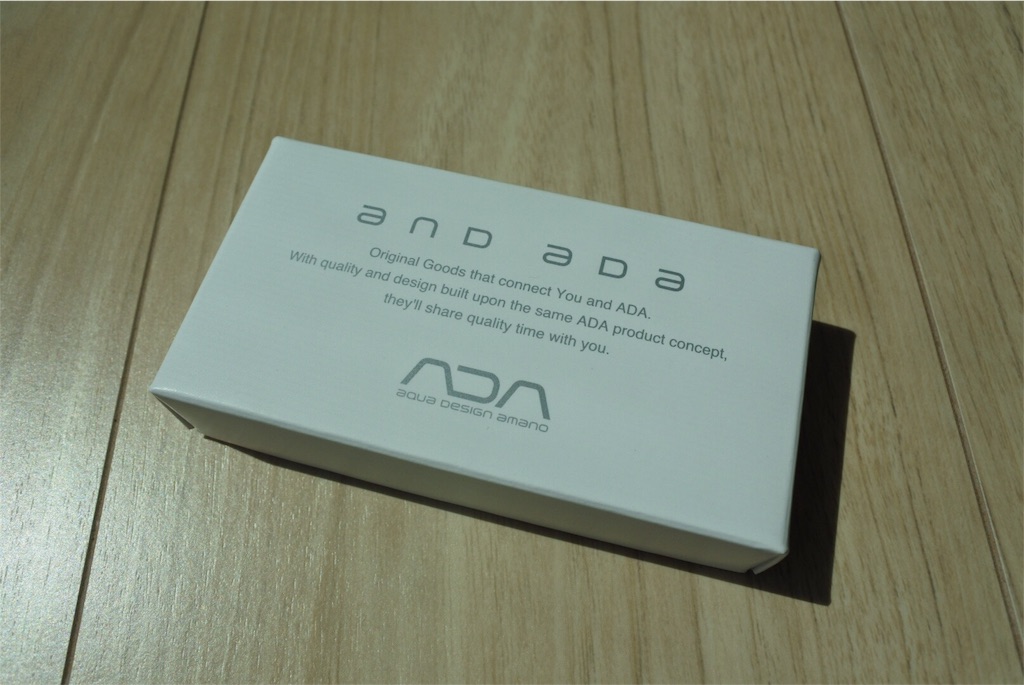 and ada
Original Goods that connect You and ADA.
With quality and design built upon the same ADA product concept,
they'll share quality time with you.
ADA
aqua design amano